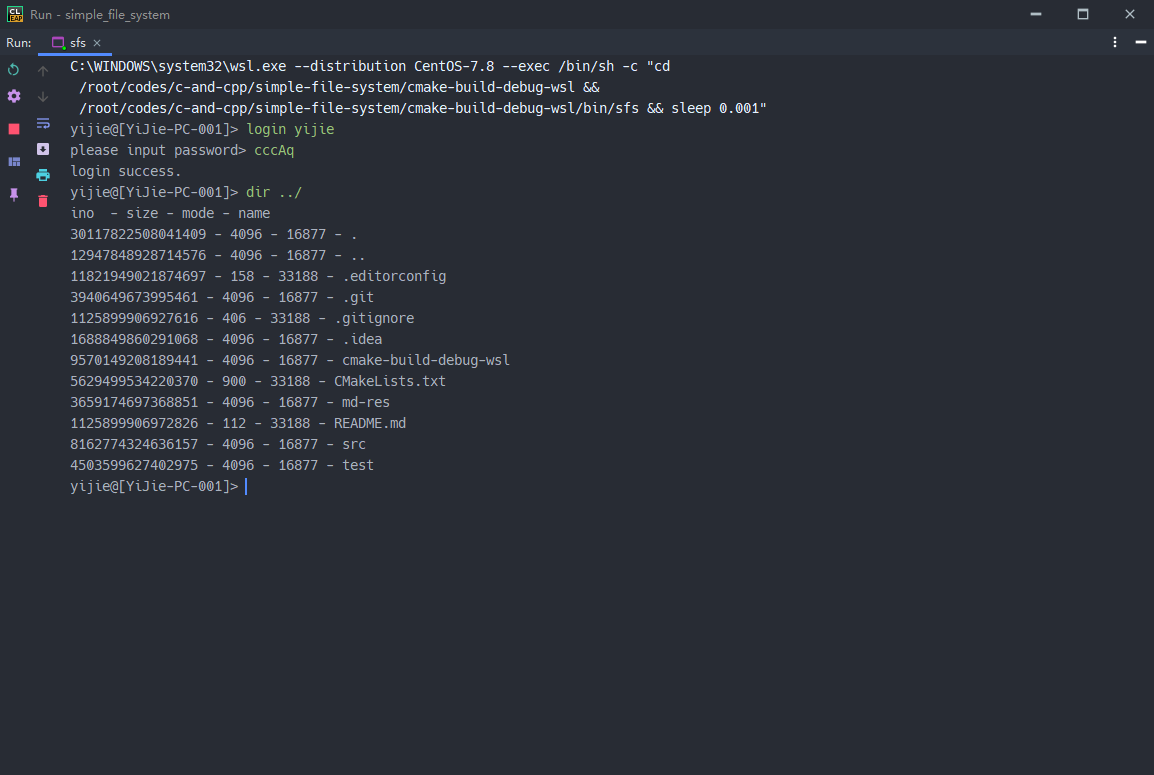 CL
EAP
Run - simple_file_system
Run:
sfs
C:\WINDOWS\system32\wsl.exe --distribution CentOS-7.8 --exec /bin/sh -c "cd
/root/codes/c-and-cpp/simple-file-system/cmake-build-debug-wsl &&
/root/codes/c-and-cpp/simple-file-system/cmake-build-debug-wsl/bin/sfs && sleep 0.001"
yijie@[YiJie-PC-001]> login yijie
please input password> cccAq
login success.
yijie@[YiJie-PC-001]> dir ../
ino  - size - mode - name
30117822508041409 - 4096 - 16877 - .
12947848928714576 - 4096 - 16877 - ..
11821949021874697 - 158 - 33188 - .editorconfig
3940649673995461 - 4096 - 16877 - .git
1125899906927616 - 406 - 33188 - .gitignore
1688849860291068 - 4096 - 16877 - .idea
9570149208189441 - 4096 - 16877 - cmake-build-debug-wsl
5629499534220370 - 900 - 33188 - CMakeLists.txt
3659174697368851 - 4096 - 16877 - md-res
1125899906972826 - 112 - 33188 - README.md
8162774324636157 - 4096 - 16877 - src
4503599627402975 - 4096 - 16877 - test
yijie@[YiJie-PC-001]>